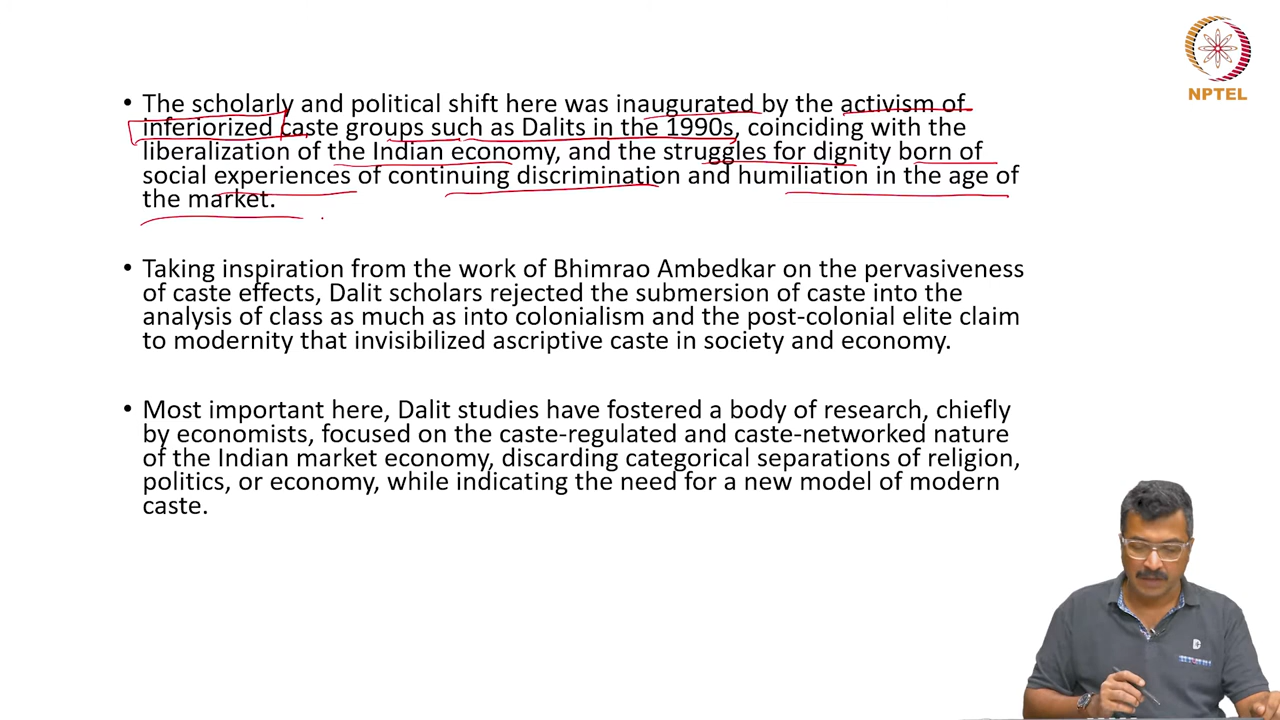 NPTEL
• The scholarly and political shift here was inaugurated by the activism of
inferiorized caste groups such as Dalits in the 1990s, coinciding with the
liberalization of the Indian economy, and the struggles for dignity born of
social experiences of continuing discrimination and humiliation in the age of
the market.
• Taking inspiration from the work of Bhimrao Ambedkar on the pervasiveness
of caste effects, Dalit scholars rejected the submersion of caste into the
analysis of class as much as into colonialism and the post-colonial elite claim
to modernity that invisibilized ascriptive caste in society and economy.
• Most important here, Dalit studies have fostered a body of research, chiefly
by economists, focused on the caste-regulated and caste-networked nature
of the Indian market economy, discarding categorical separations of religion,
politics, or economy, while indicating the need for a new model of modern
caste.